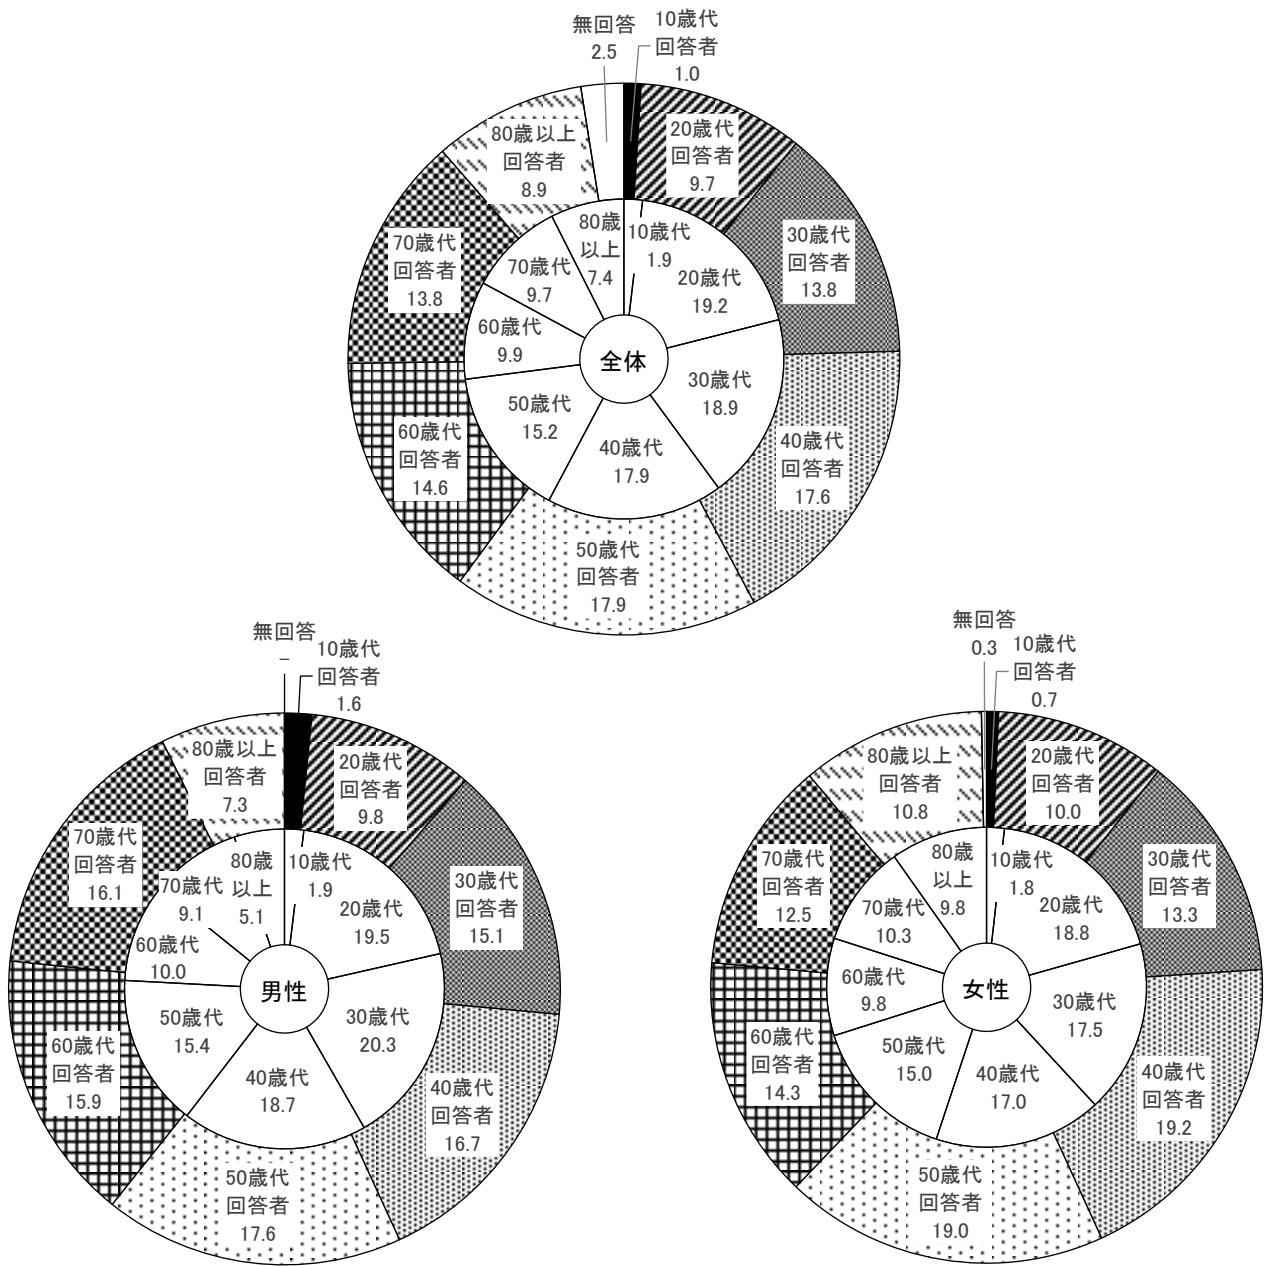 無回答
2.5
10歳代
回答者
1.0
20歳代
回答者
9.7
30歳代
回答者
13.8
40歳代
回答者
17.6
50歳代
回答者
17.9
60歳代
回答者
14.6
70歳代
回答者
13.8
80歳以上
回答者
8.9
10歳代
1.9
20歳代
19.2
30歳代
18.9
40歳代
17.9
50歳代
15.2
60歳代
9.9
70歳代
9.7
80歳
以上
7.4
全体
無回答
–
10歳代
回答者
1.6
20歳代
回答者
9.8
30歳代
回答者
15.1
40歳代
回答者
16.7
50歳代
回答者
17.6
60歳代
回答者
15.9
70歳代
回答者
16.1
80歳以上
回答者
7.3
10歳代
1.9
20歳代
19.5
30歳代
20.3
40歳代
18.7
50歳代
15.4
60歳代
10.0
70歳代
9.1
80歳
以上
5.1
男性
無回答
0.3
10歳代
回答者
0.7
20歳代
回答者
10.0
30歳代
回答者
13.3
40歳代
回答者
19.2
50歳代
回答者
19.0
60歳代
回答者
14.3
70歳代
回答者
12.5
80歳以上
回答者
10.8
10歳代
1.8
20歳代
18.8
30歳代
17.5
40歳代
17.0
50歳代
15.0
60歳代
9.8
70歳代
10.3
80歳
以上
9.8
女性